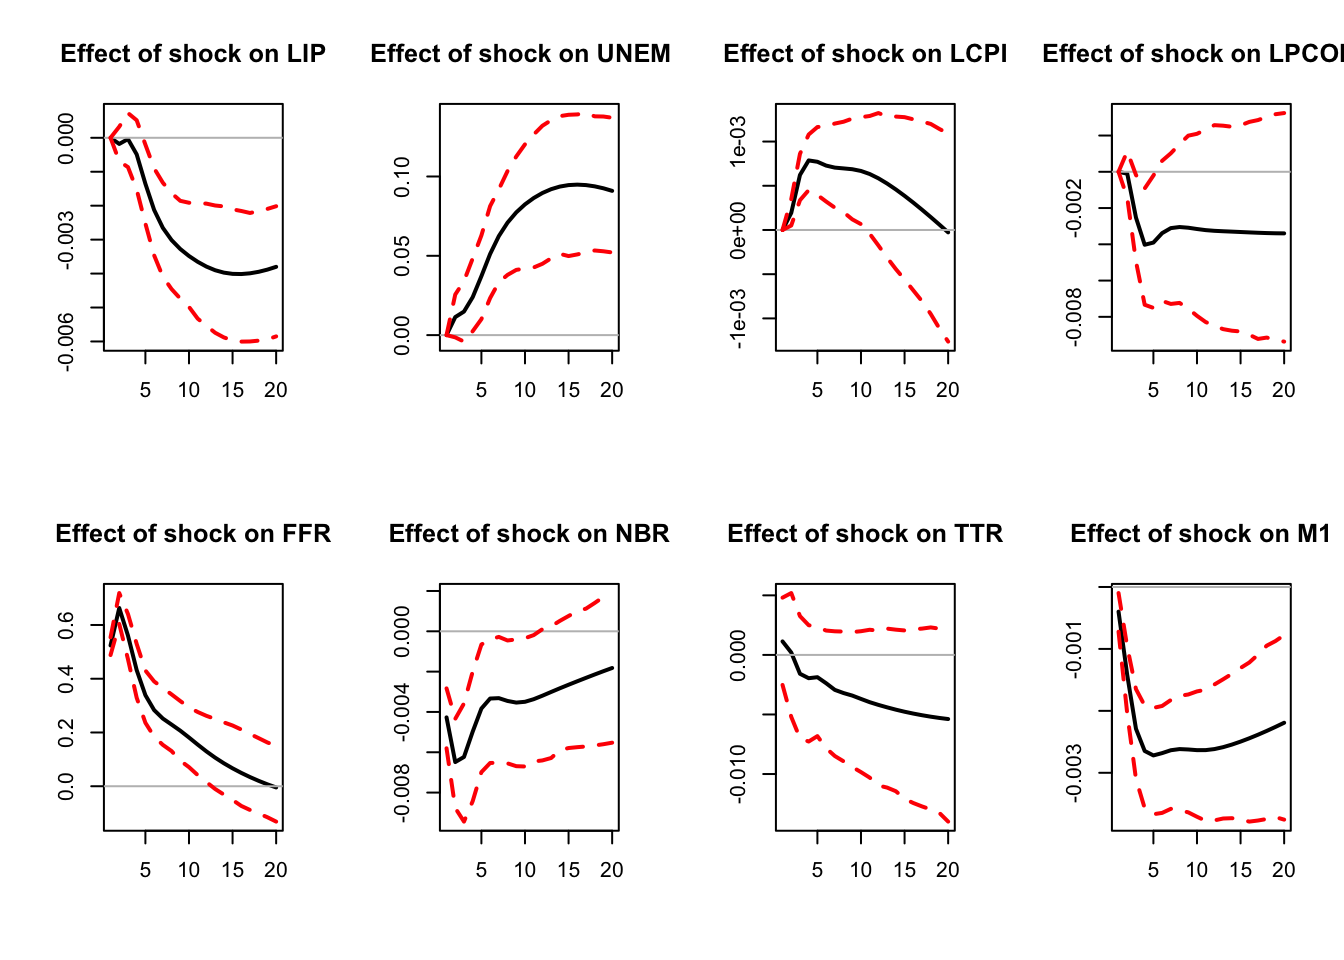 Effect of shock on LIP
Effect of shock on UNEM
Effect of shock on LCPI
Effect of shock on LPCO
0.000
-0.003
-0.006
5 10 15 20
0.10
0.05
0.00
5 10 15 20
1e-03
0e+00
-1e-03
5 10 15 20
-0.002
-0.008
5 10 15 20
Effect of shock on FFR
Effect of shock on NBR
Effect of shock on TTR
Effect of shock on M1
0.6
0.4
0.2
0.0
5 10 15 20
0.000
-0.004
-0.008
5 10 15 20
0.000
-0.010
5 10 15 20
-0.001
-0.003
5 10 15 20